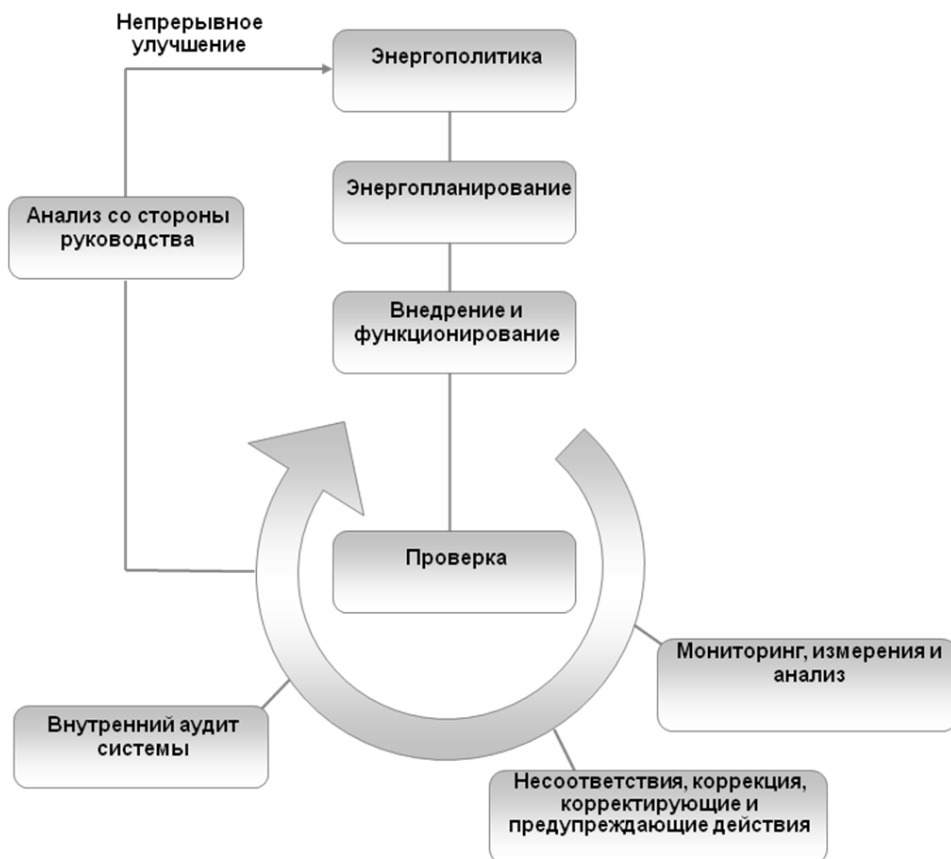 Непрерывное
улучшение
Энергополитика
Энергопланирование
Анализ со стороны
руководства
Внедрение и
функционирование
Проверка
Мониторинг, измерения и
анализ
Внутренний аудит
системы
Несоответствия, коррекция,
корректирующие и
предупреждающие действия